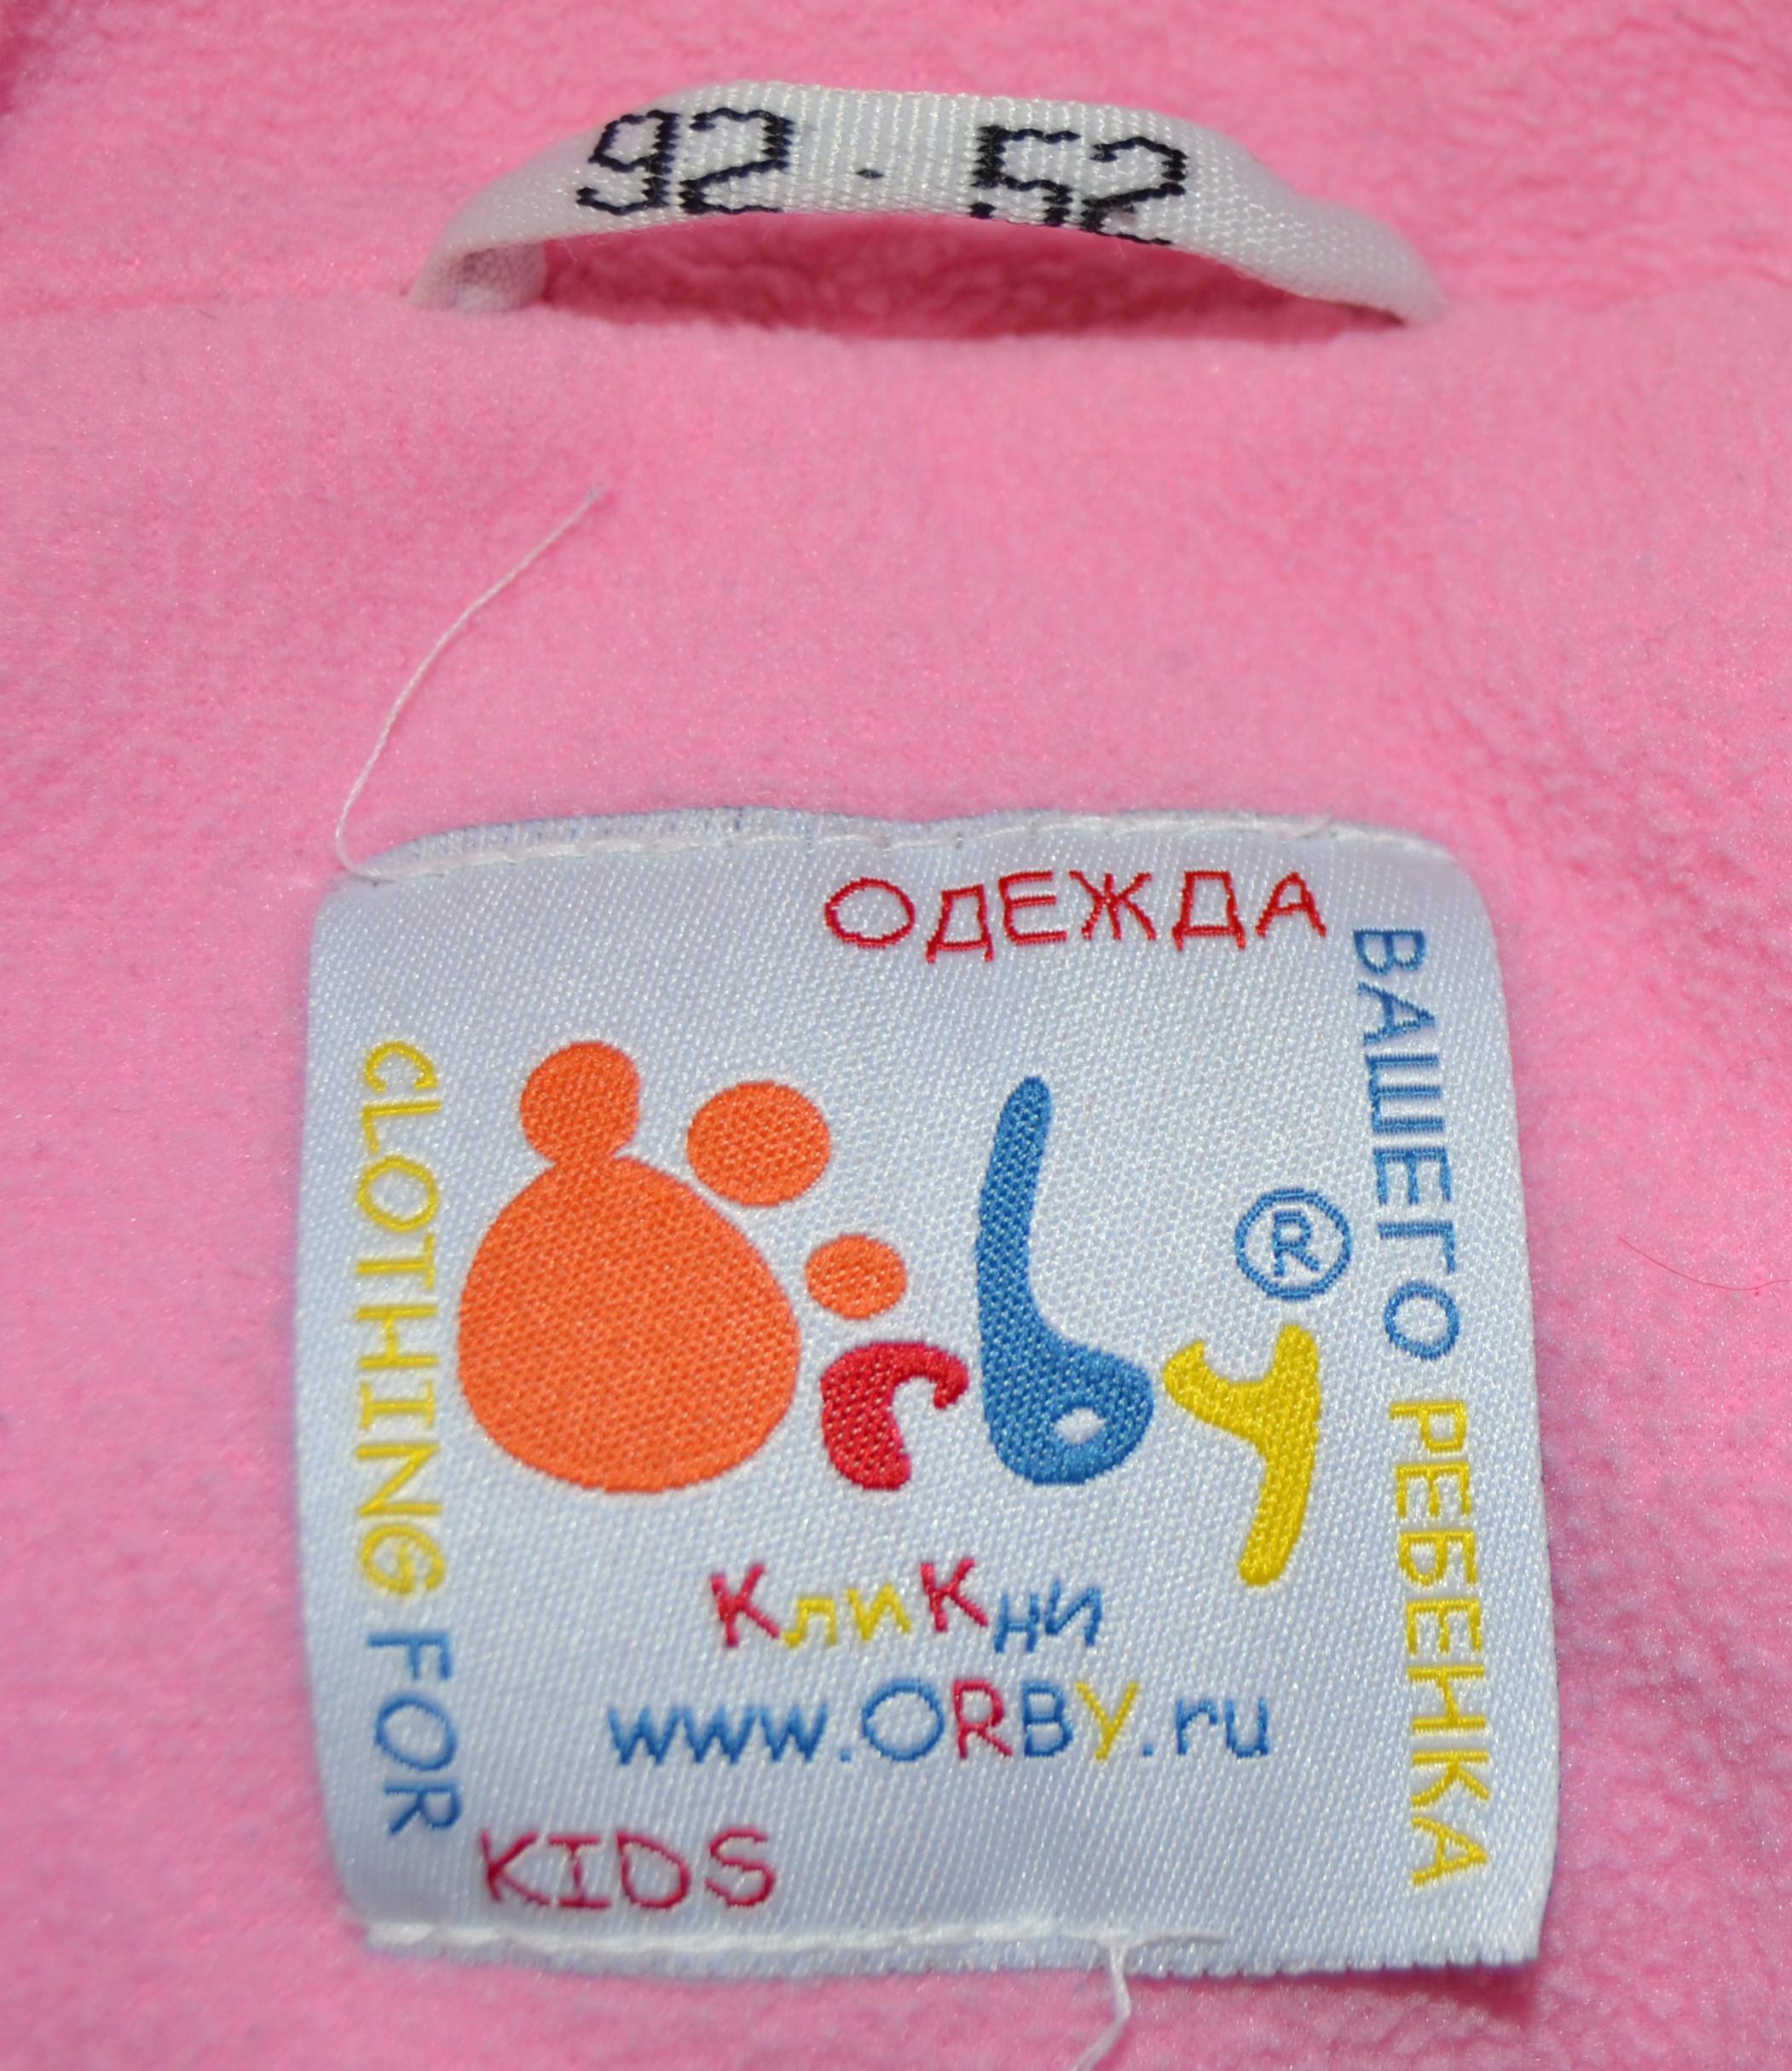 92 . 52
ОДЕЖДА
ВАШЕГО РЕБЕНКА
CLOTHING FOR
Orby ®
КлиКни
www.ORBY.ru
KIDS